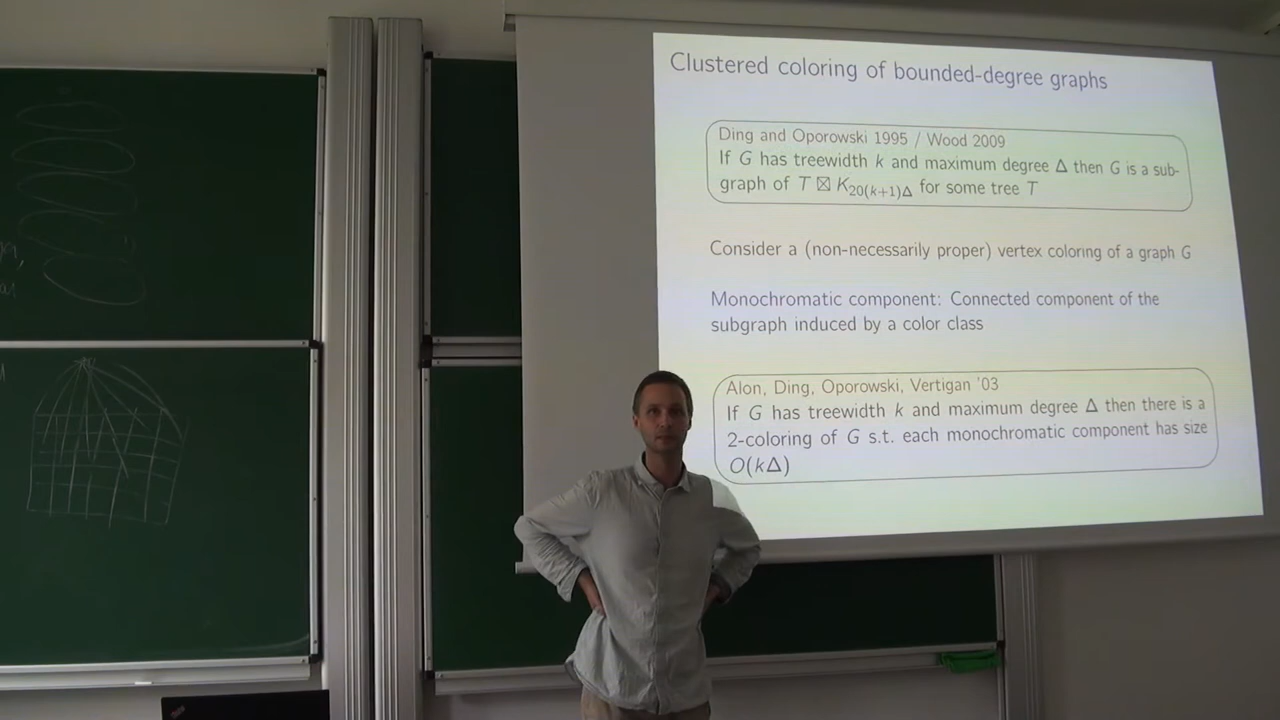 Clustered coloring of bounded-degree graphs
Ding and Oporowski 1995 / Wood 2009
If G has treewidth k and maximum degree Δ then G is a sub-
graph of T ⊠ K₂₀₍ₖ₊₁₎Δ for some tree T
Consider a (non-necessarily proper) vertex coloring of a graph G
Monochromatic component: Connected component of the
subgraph induced by a color class
Alon, Ding, Oporowski, Vertigan '03
If G has treewidth k and maximum degree Δ then there is a
2-coloring of G s.t. each monochromatic component has size
O(kΔ)